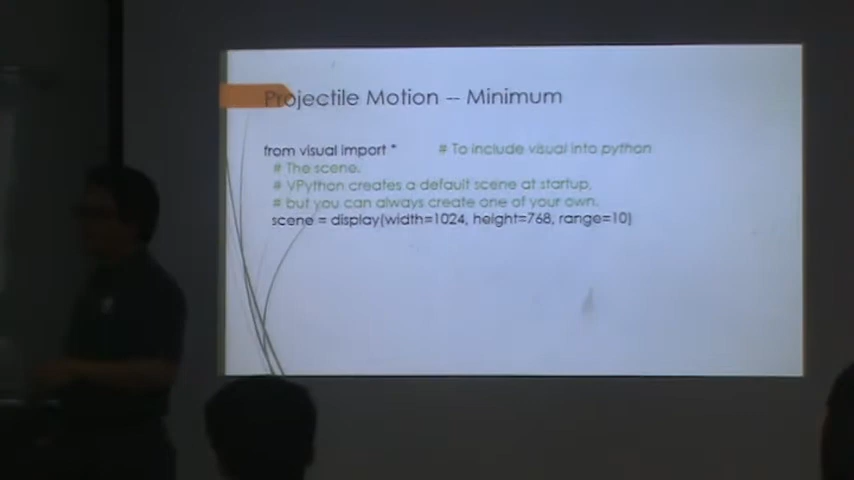 Projectile Motion -- Minimum
from visual import * # To include visual into python
# The scene.
# VPython creates a default scene at startup,
# but you can always create one of your own.
scene = display(width=1024, height=768, range=10)